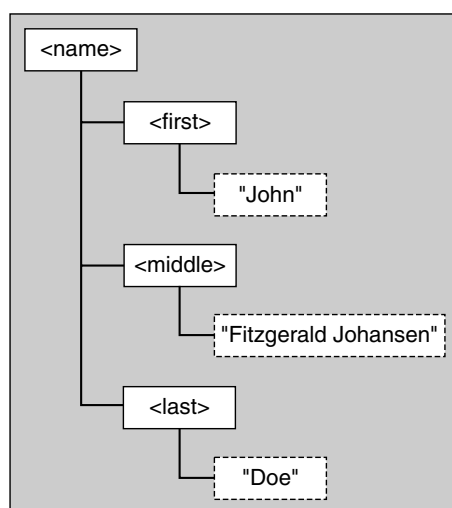 <name>
<first>
"John"
<middle>
"Fitzgerald Johansen"
<last>
"Doe"